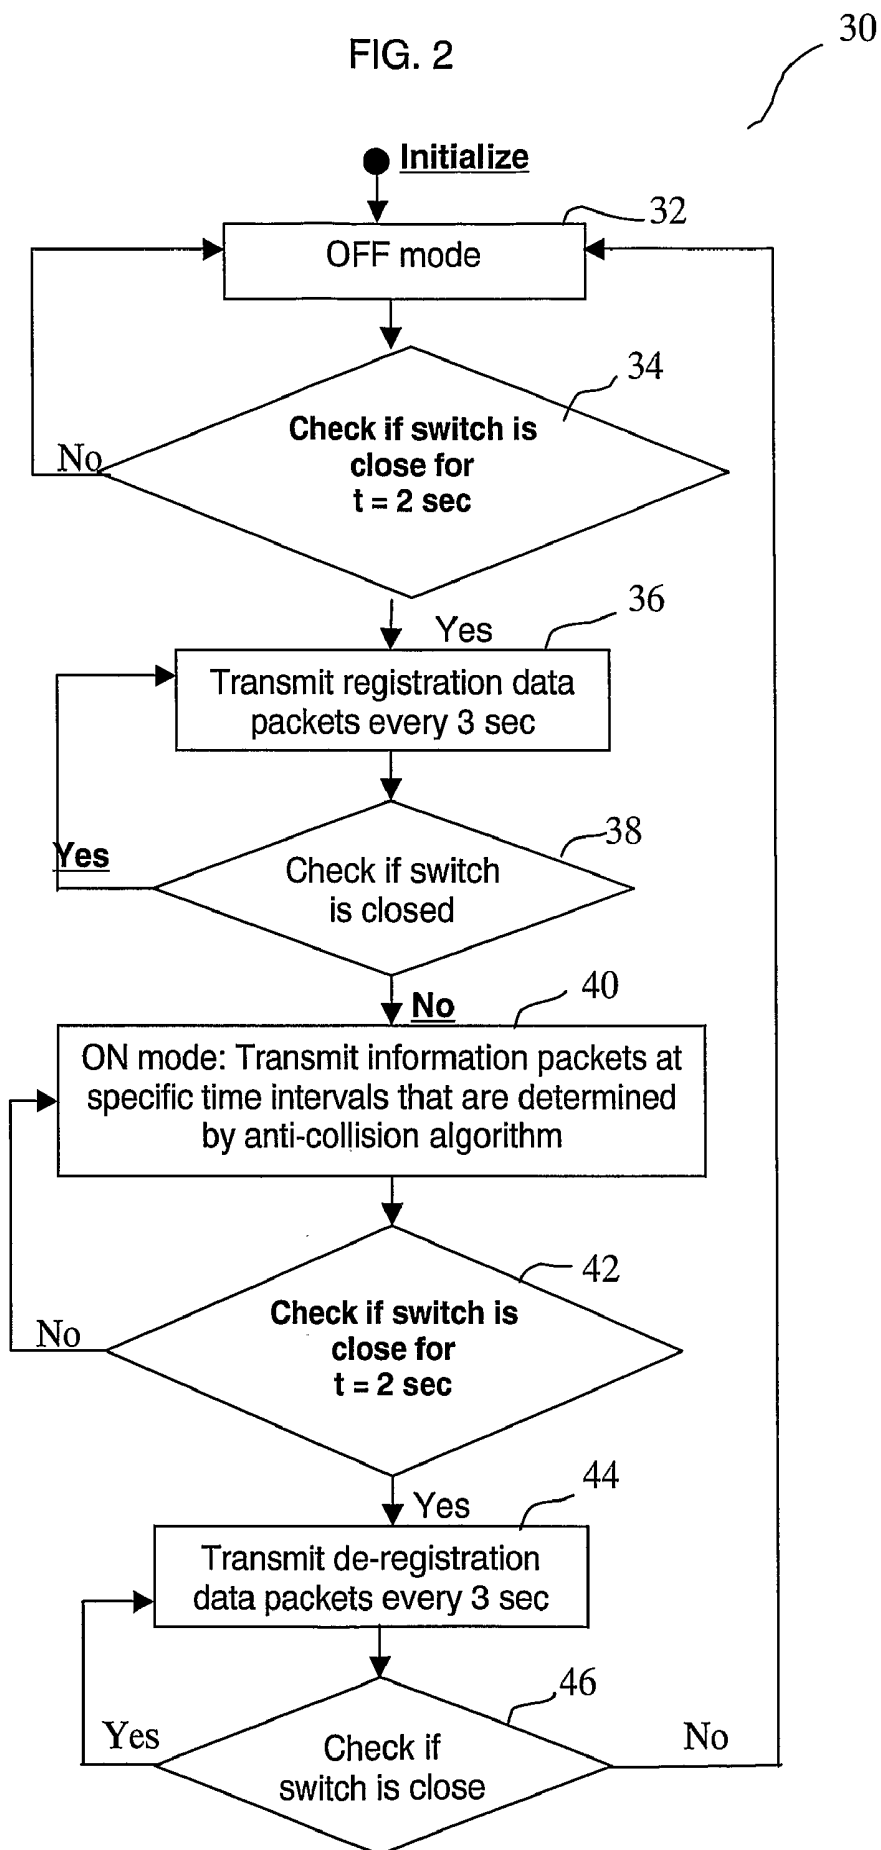 FIG. 2
30
Initialize
32
OFF mode
34
Check if switch is
close for
t = 2 sec
No
36
Yes
Transmit registration data
packets every 3 sec
38
Yes
Check if switch
is closed
40
No
ON mode: Transmit information packets at
specific time intervals that are determined
by anti-collision algorithm
42
Check if switch is
close for
t = 2 sec
No
44
Yes
Transmit de-registration
data packets every 3 sec
46
Yes
No
Check if
switch is close